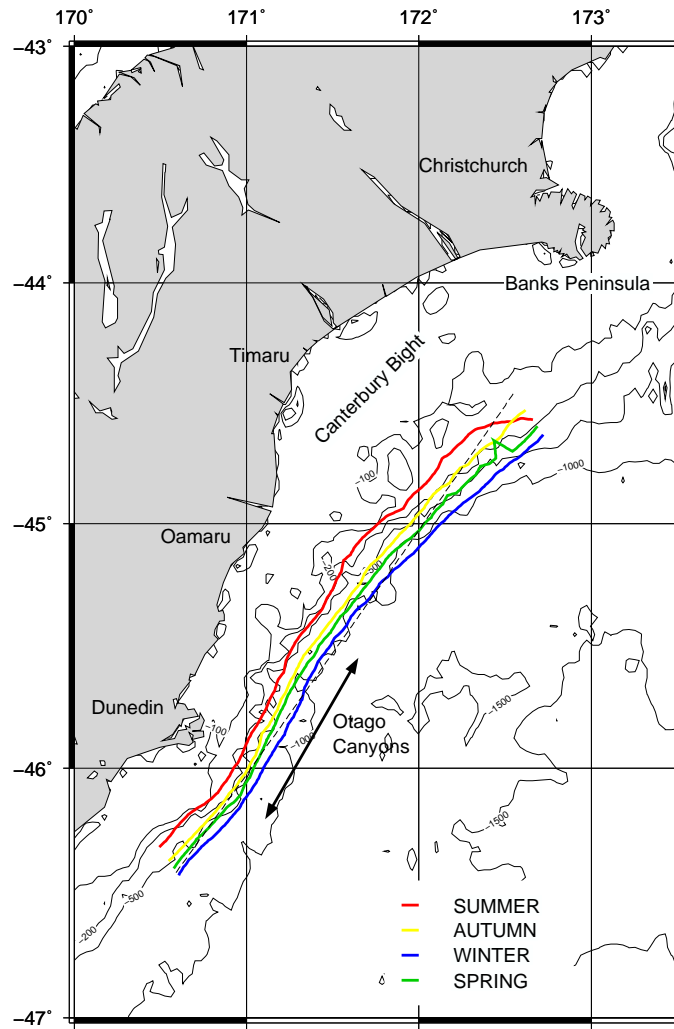 170° 171° 172° 173°
−43°
Christchurch
−44°
Banks Peninsula
Timaru
Canterbury Bight
−100
−1000
−45°
Oamaru
−200
−500
Dunedin
−100
Otago
Canyons
−1500
−1000
−46°
−1500
−500
−200
SUMMER
AUTUMN
WINTER
SPRING
−47°